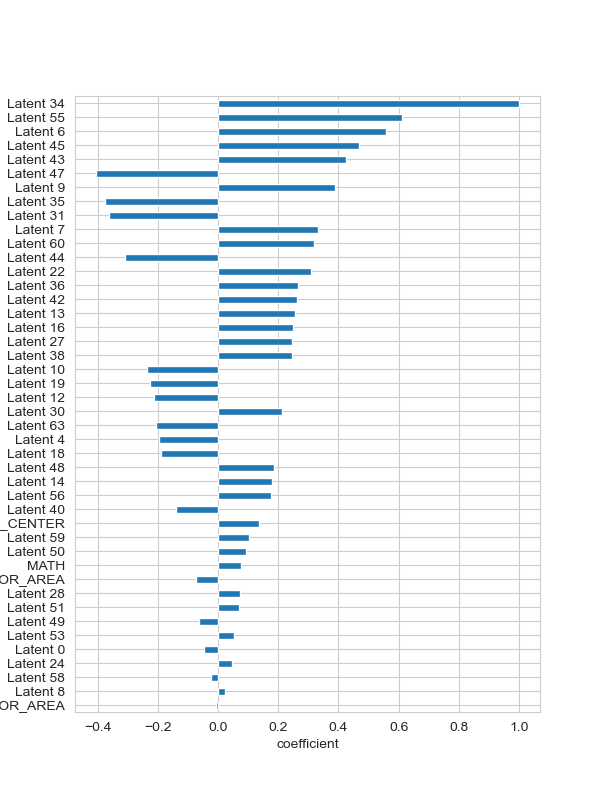 Latent 34
Latent 55
Latent 6
Latent 45
Latent 43
Latent 47
Latent 9
Latent 35
Latent 31
Latent 7
Latent 60
Latent 44
Latent 22
Latent 36
Latent 42
Latent 13
Latent 16
Latent 27
Latent 38
Latent 10
Latent 19
Latent 12
Latent 30
Latent 63
Latent 4
Latent 18
Latent 48
Latent 14
Latent 56
Latent 40
_CENTER
Latent 59
Latent 50
MATH
OR_AREA
Latent 28
Latent 51
Latent 49
Latent 53
Latent 0
Latent 24
Latent 58
Latent 8
OR_AREA
−0.4 −0.2 0.0 0.2 0.4 0.6 0.8 1.0
coefficient